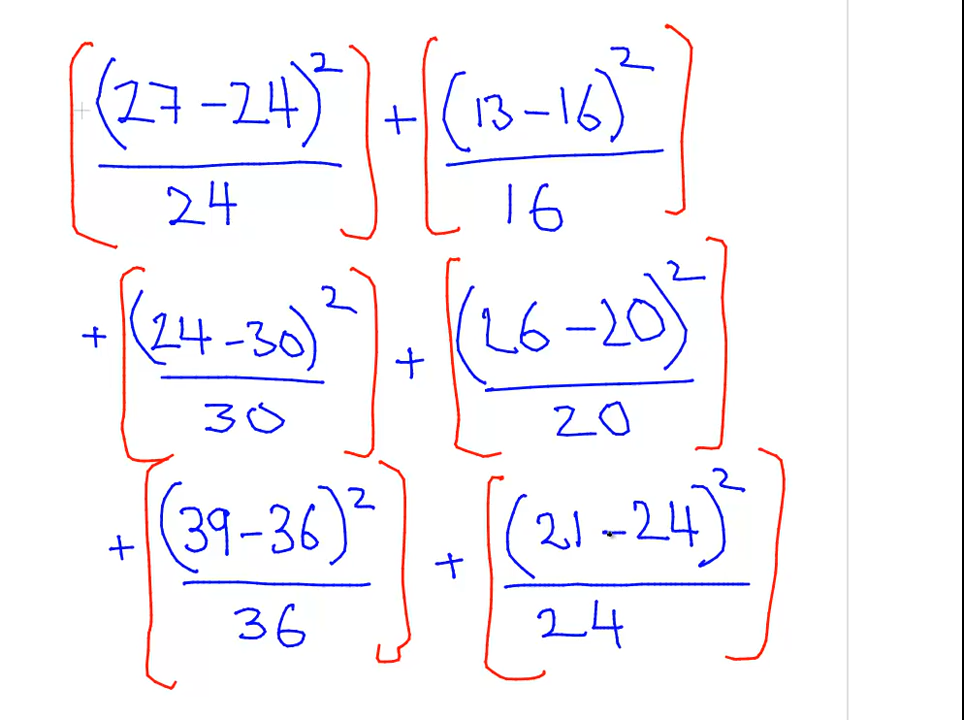 [(27-24)²/24] + [(13-16)²/16]
+ [(24-30)²/30] + [(26-20)²/20]
+ [(39-36)²/36] + [(21-24)²/24]